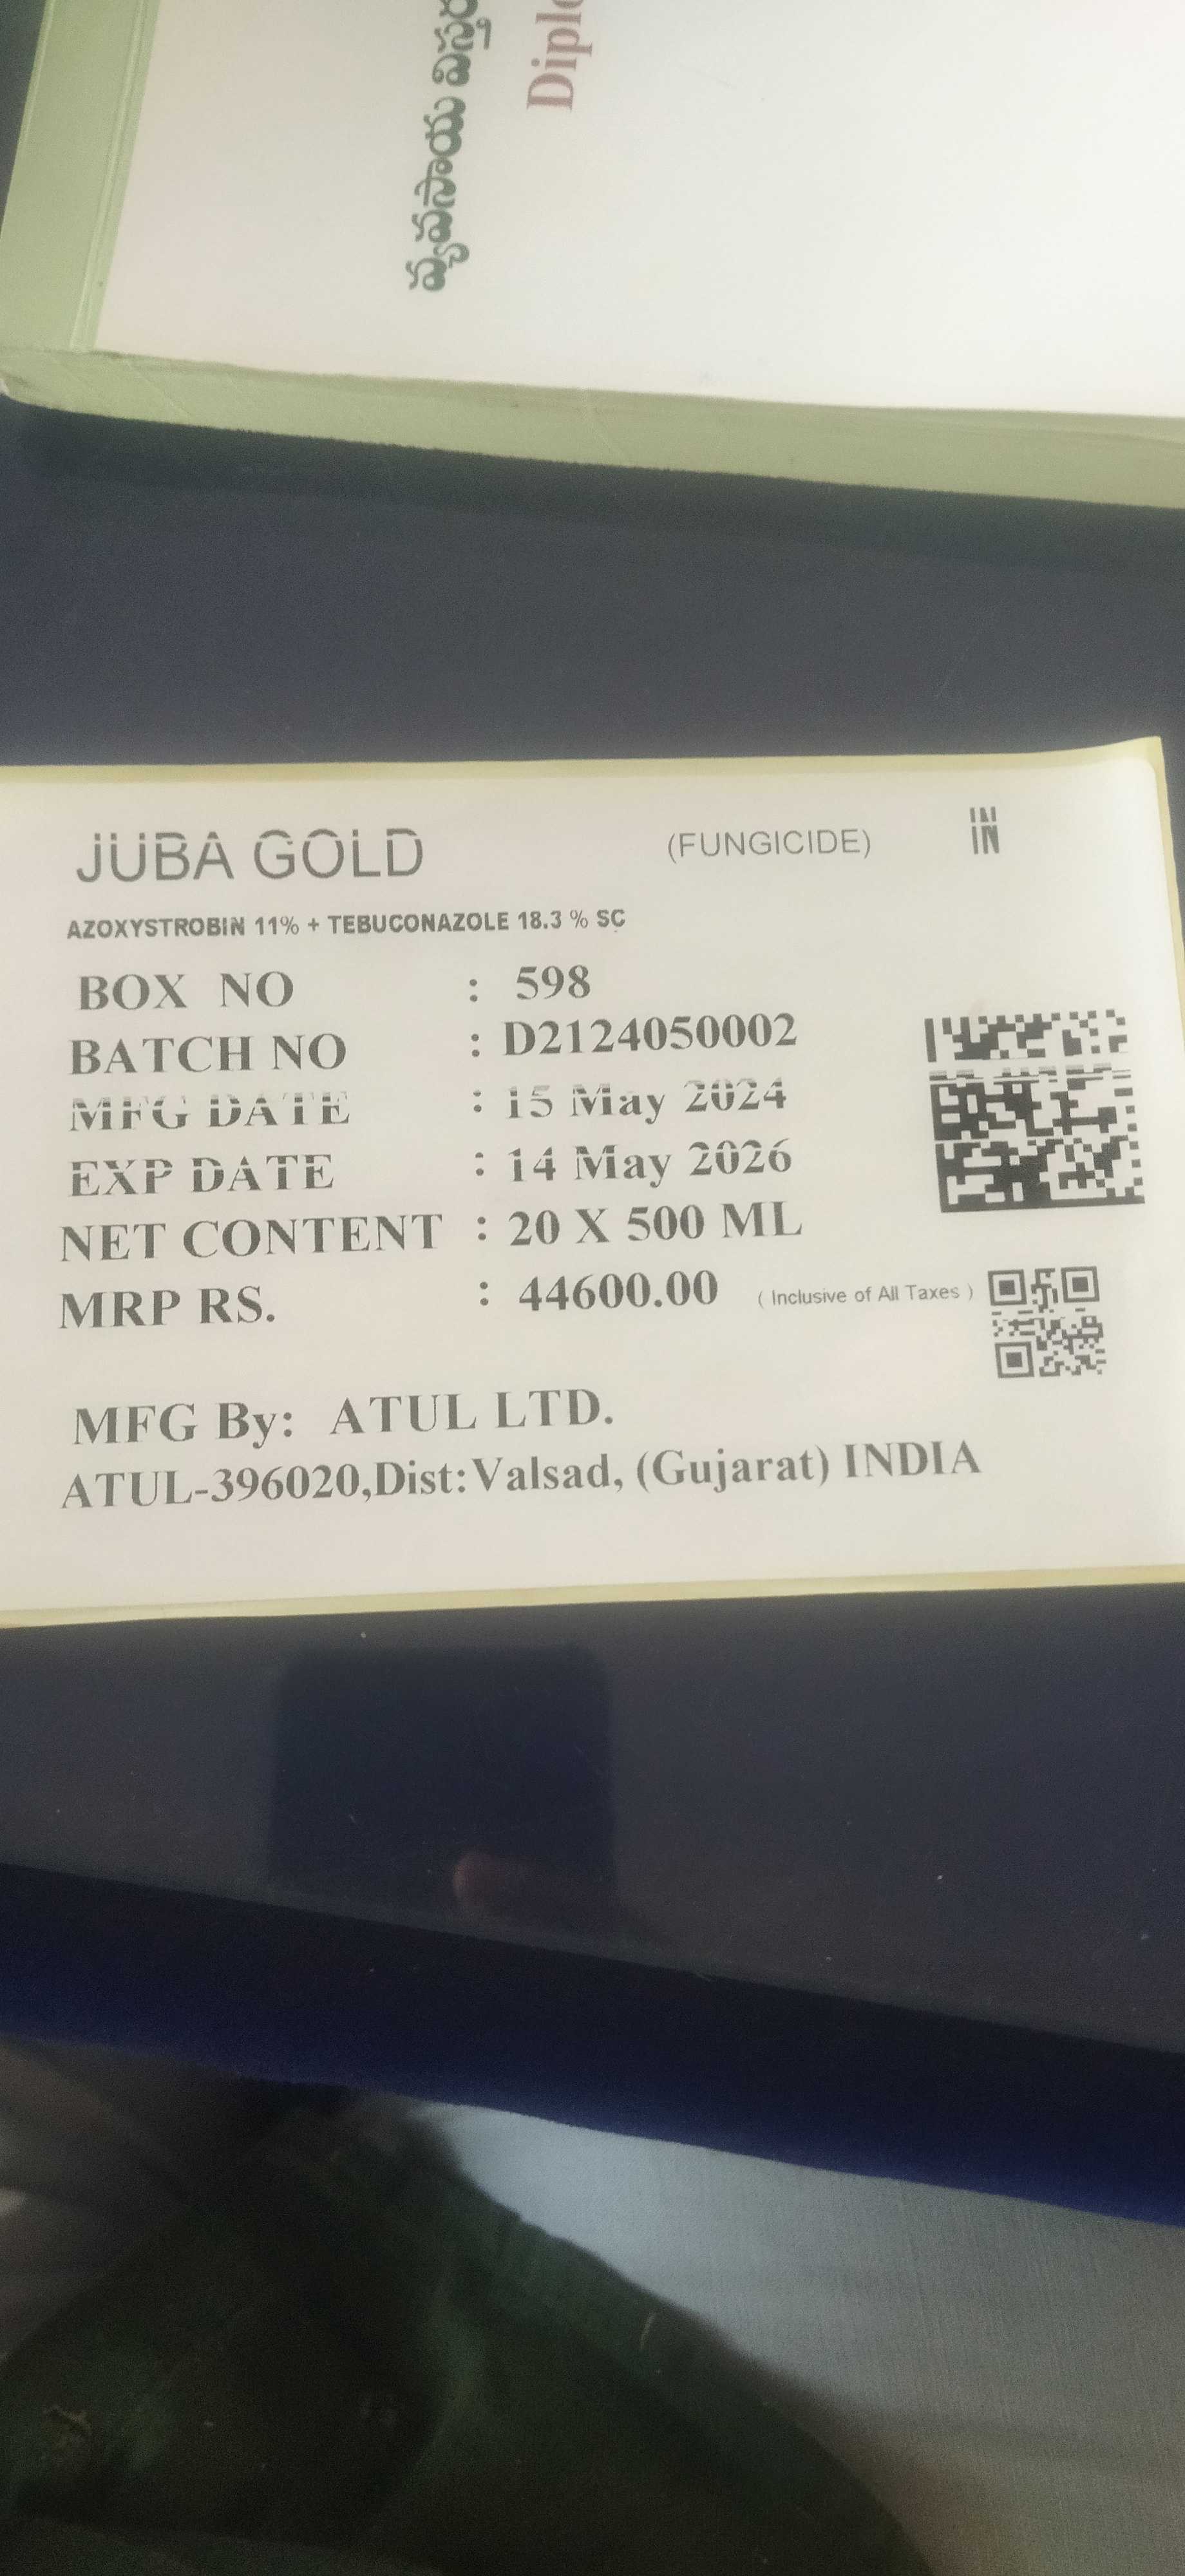 వ్యవసాయ
JUBA GOLD (FUNGICIDE) IN
AZOXYSTROBIN 11% + TEBUCONAZOLE 18.3 % SC
BOX NO : 598
BATCH NO : D2124050002
MFG DATE : 15 May 2024
EXP DATE : 14 May 2026
NET CONTENT : 20 X 500 ML
MRP RS. : 44600.00 ( Inclusive of All Taxes )
MFG By: ATUL LTD.
ATUL-396020,Dist:Valsad, (Gujarat) INDIA